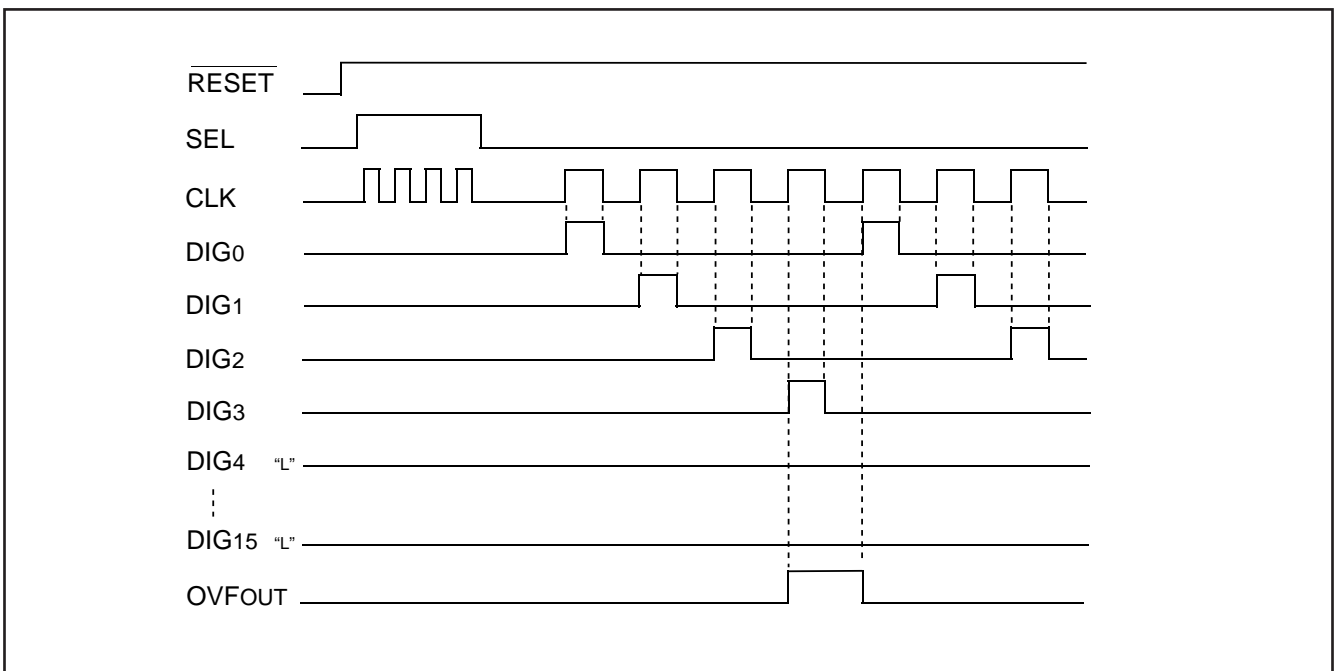 RESET
SEL
CLK
DIG0
DIG1
DIG2
DIG3
DIG4 “L”
DIG15 “L”
OVFOUT